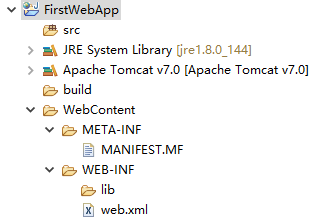 FirstWebApp
src
JRE System Library [jre1.8.0_144]
Apache Tomcat v7.0 [Apache Tomcat v7.0]
build
WebContent
META-INF
MANIFEST.MF
WEB-INF
lib
web.xml